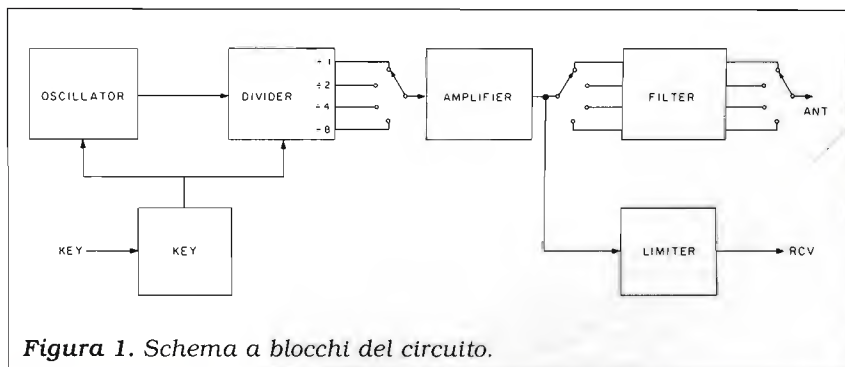 OSCILLATOR
DIVIDER
÷ 1
÷ 2
÷ 4
÷ 8
AMPLIFIER
FILTER
ANT
KEY
KEY
LIMITER
RCV
Figura 1. Schema a blocchi del circuito.